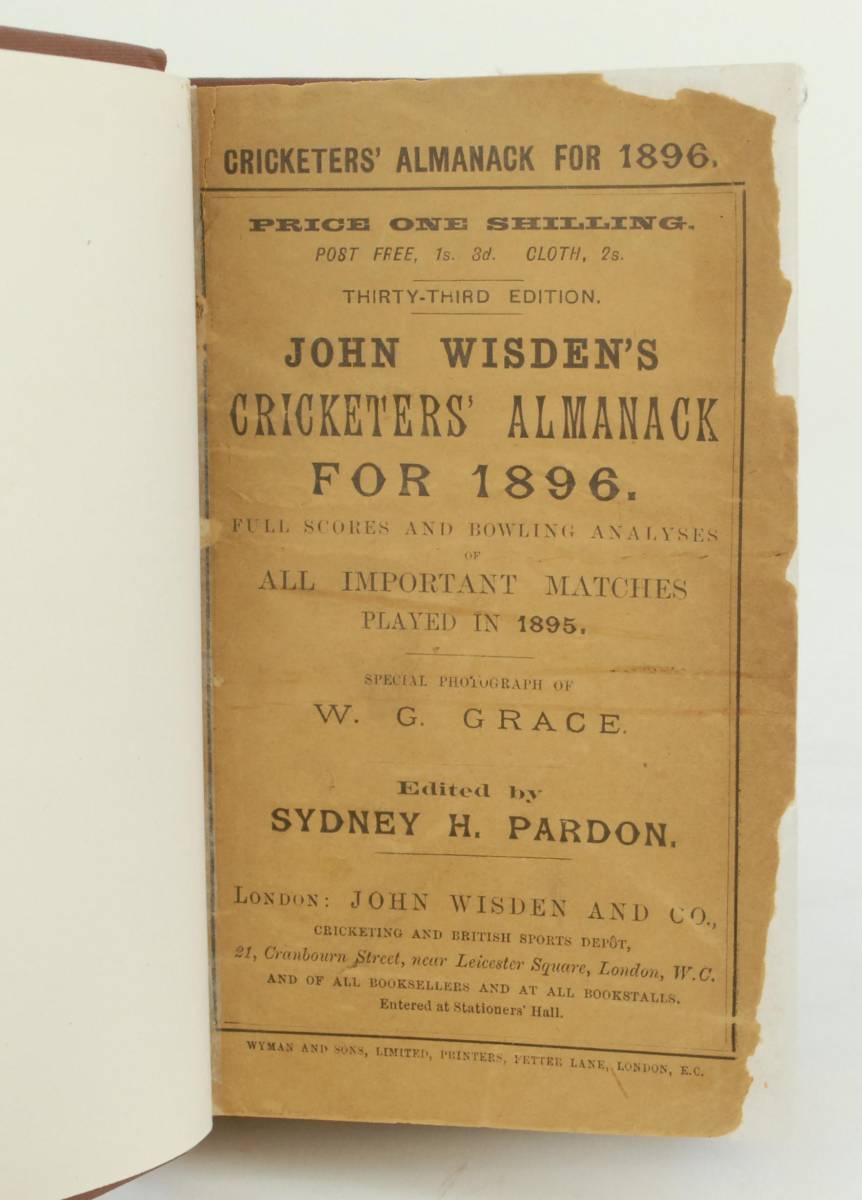 CRICKETERS' ALMANACK FOR 1896.
PRICE ONE SHILLING.
POST FREE, 1s. 3d. CLOTH, 2s.
THIRTY-THIRD EDITION.
JOHN WISDEN'S
CRICKETERS' ALMANACK
FOR 1896.
FULL SCORES AND BOWLING ANALYSES
OF
ALL IMPORTANT MATCHES
PLAYED IN 1895.
SPECIAL PHOTOGRAPH OF
W. G. GRACE.
Edited by
SYDNEY H. PARDON.
LONDON: JOHN WISDEN AND CO.,
CRICKETING AND BRITISH SPORTS DEPÔT,
21, Cranbourn Street, near Leicester Square, London, W.C.
AND OF ALL BOOKSELLERS AND AT ALL BOOKSTALLS.
Entered at Stationers' Hall.
WYMAN AND SONS, LIMITED, PRINTERS, FETTER LANE, LONDON, E.C.